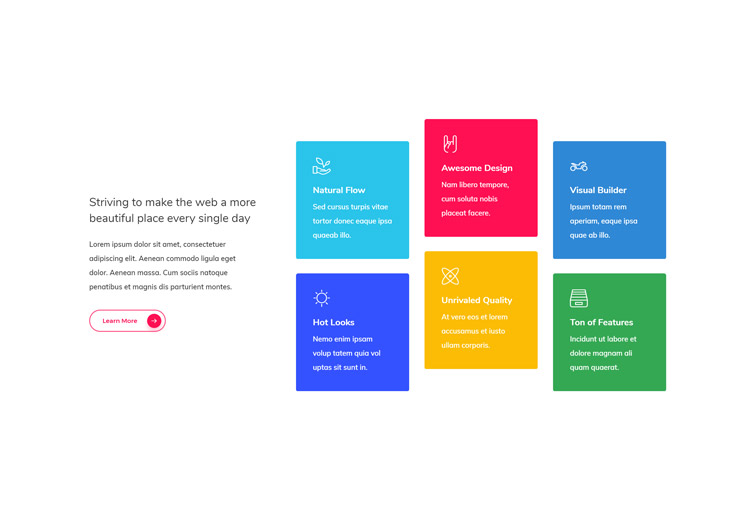 Striving to make the web a more
beautiful place every single day
Lorem ipsum dolor sit amet, consectetuer
adipiscing elit. Aenean commodo ligula eget
dolor. Aenean massa. Cum sociis natoque
penatibus et magnis dis parturient montes.
Learn More
Natural Flow
Sed cursus turpis vitae
tortor donec eaque ipsa
quaeab illo.
Awesome Design
Nam libero tempore,
cum soluta nobis
placeat facere.
Visual Builder
Ipsum totam rem
aperiam, eaque ipsa
quae ab illo.
Hot Looks
Nemo enim ipsam
volup tatem quia vol
uptas sit sunt in.
Unrivaled Quality
At vero eos et lorem
accusamus et iusto
ullam corporis.
Ton of Features
Incidunt ut labore et
dolore magnam ali
quam quaerat.